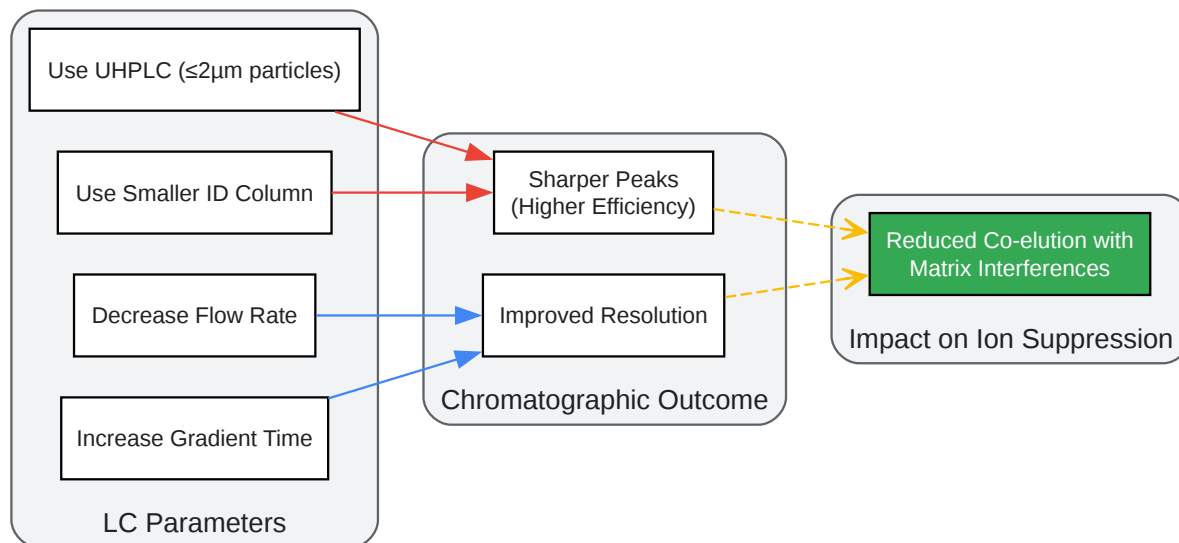 Use UHPLC (≤2µm particles)
Use Smaller ID Column
Decrease Flow Rate
Increase Gradient Time
LC Parameters
Sharper Peaks
(Higher Efficiency)
Improved Resolution
Chromatographic Outcome
Reduced Co-elution with
Matrix Interferences
Impact on Ion Suppression